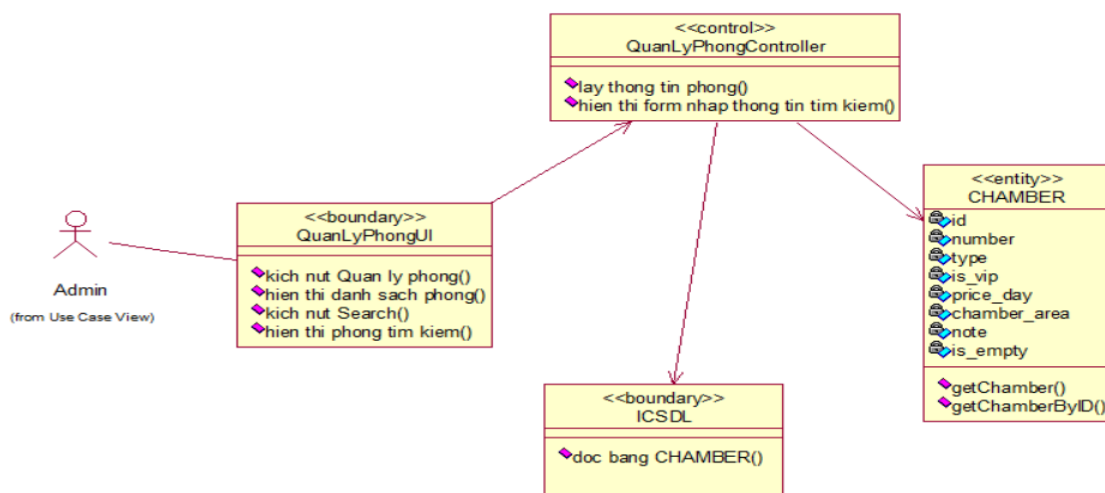 <<control>>
QuanLyPhongController
lay thong tin phong()
hien thi form nhap thong tin tim kiem()
Admin
(from Use Case View)
<<boundary>>
QuanLyPhongUI
kich nut Quan ly phong()
hien thi danh sach phong()
kich nut Search()
hien thi phong tim kiem()
<<boundary>>
ICSDL
doc bang CHAMBER()
<<entity>>
CHAMBER
id
number
type
is_vip
price_day
chamber_area
note
is_empty
getChamber()
getChamberByID()